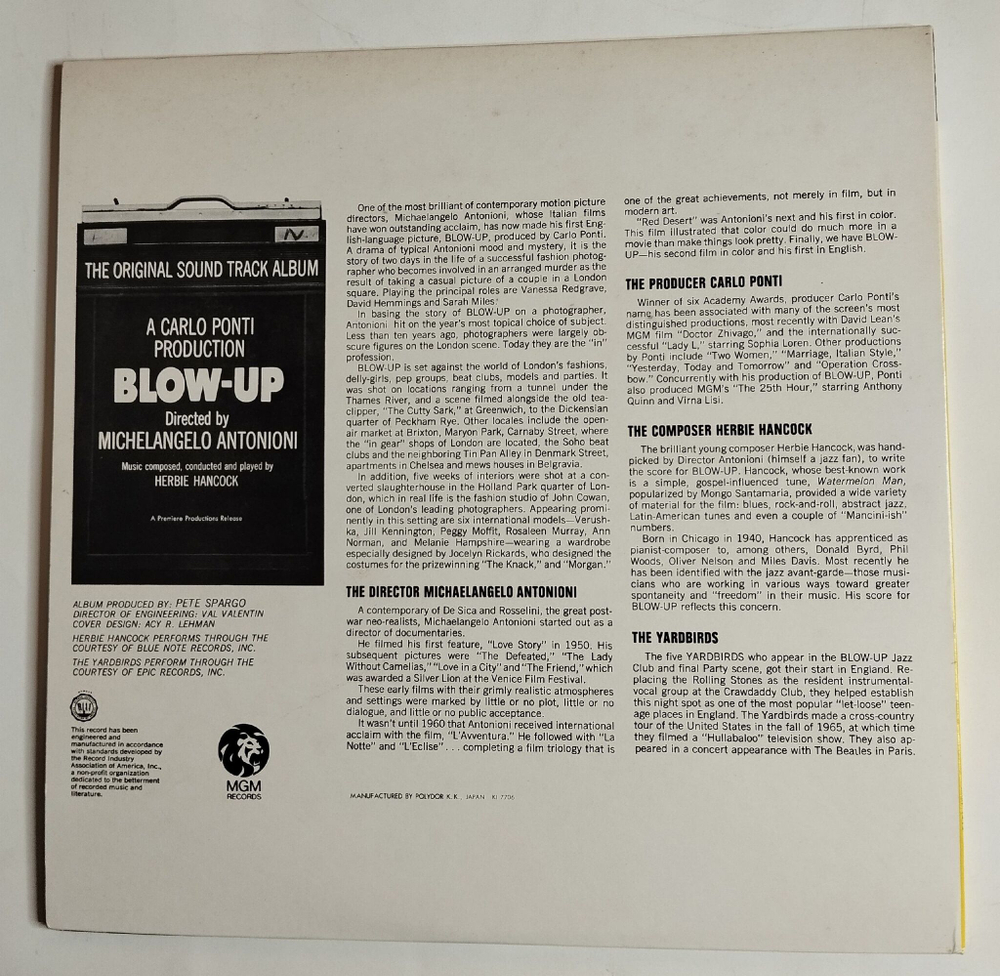 IV
THE ORIGINAL SOUND TRACK ALBUM
A CARLO PONTI
PRODUCTION
BLOW-UP
Directed by
MICHELANGELO ANTONIONI
Music composed, conducted and played by
HERBIE HANCOCK
A Premiere Productions Release
ALBUM PRODUCED BY: PETE SPARGO
DIRECTOR OF ENGINEERING: VAL VALENTIN
COVER DESIGN: ACY R. LEHMAN
HERBIE HANCOCK PERFORMS THROUGH THE
COURTESY OF BLUE NOTE RECORDS, INC.
THE YARDBIRDS PERFORM THROUGH THE
COURTESY OF EPIC RECORDS, INC.
This record has been
engineered and
manufactured in accordance
with standards developed by
the Record Industry
Association of America, Inc.,
a non-profit organization
dedicated to the betterment
of recorded music and
literature.
MGM
RECORDS
One of the most brilliant of contemporary motion picture
directors, Michaelangelo Antonioni, whose Italian films
have won outstanding acclaim, has now made his first Eng-
lish-language picture, BLOW-UP, produced by Carlo Ponti.
A drama of typical Antonioni mood and mystery, it is the
story of two days in the life of a successful fashion photog-
rapher who becomes involved in an arranged murder as the
result of taking a casual picture of a couple in a London
square. Playing the principal roles are Vanessa Redgrave,
David Hemmings and Sarah Miles.
In basing the story of BLOW-UP on a photographer,
Antonioni hit on the year's most topical choice of subject.
Less than ten years ago, photographers were largely ob-
scure figures on the London scene. Today they are the "in"
profession.
BLOW-UP is set against the world of London's fashions,
delly-girls, pep groups, beat clubs, models and parties. It
was shot on locations ranging from a tunnel under the
Thames River, and a scene filmed alongside the old tea-
clipper, "The Cutty Sark," at Greenwich, to the Dickensian
quarter of Peckham Rye. Other locales include the open-
air market at Brixton, Maryon Park, Carnaby Street, where
the "in gear" shops of London are located, the Soho beat
clubs and the neighboring Tin Pan Alley in Denmark Street,
apartments in Chelsea and mews houses in Belgravia.
In addition, five weeks of interiors were shot at a con-
verted slaughterhouse in the Holland Park quarter of Lon-
don, which in real life is the fashion studio of John Cowan,
one of London's leading photographers. Appearing promi-
nently in this setting are six international models—Verush-
ka, Jill Kennington, Peggy Moffit, Rosaleen Murray, Ann
Norman, and Melanie Hampshire—wearing a wardrobe
especially designed by Jocelyn Rickards, who designed the
costumes for the prizewinning "The Knack," and "Morgan."
THE DIRECTOR MICHAELANGELO ANTONIONI
A contemporary of De Sica and Rosselini, the great post-
war neo-realists, Michaelangelo Antonioni started out as a
director of documentaries.
He filmed his first feature, "Love Story" in 1950. His
subsequent pictures were "The Defeated," "The Lady
Without Camelias," "Love in a City" and "The Friend," which
was awarded a Silver Lion at the Venice Film Festival.
These early films with their grimly realistic atmospheres
and settings were marked by little or no plot, little or no
dialogue, and little or no public acceptance.
It wasn't until 1960 that Antonioni received international
acclaim with the film, "L'Avventura." He followed with "La
Notte" and "L'Eclise" . . . completing a film triology that is
MANUFACTURED BY POLYDOR K.K., JAPAN
one of the great achievements, not merely in film, but in
modern art.
"Red Desert" was Antonioni's next and his first in color.
This film illustrated that color could do much more in a
movie than make things look pretty. Finally, we have BLOW-
UP—his second film in color and his first in English.
THE PRODUCER CARLO PONTI
Winner of six Academy Awards, producer Carlo Ponti's
name has been associated with many of the screen's most
distinguished productions, most recently with David Lean's
MGM film "Doctor Zhivago," and the internationally suc-
cessful "Lady L," starring Sophia Loren. Other productions
by Ponti include "Two Women," "Marriage, Italian Style,"
"Yesterday, Today and Tomorrow" and "Operation Cross-
bow." Concurrently with his production of BLOW-UP, Ponti
also produced MGM's "The 25th Hour," starring Anthony
Quinn and Virna Lisi.
THE COMPOSER HERBIE HANCOCK
The brilliant young composer Herbie Hancock, was hand-
picked by Director Antonioni (himself a jazz fan), to write
the score for BLOW-UP. Hancock, whose best-known work
is a simple, gospel-influenced tune, Watermelon Man,
popularized by Mongo Santamaria, provided a wide variety
of material for the film: blues, rock-and-roll, abstract jazz,
Latin-American tunes and even a couple of "Mancini-ish"
numbers.
Born in Chicago in 1940, Hancock has apprenticed as
pianist-composer to, among others, Donald Byrd, Phil
Woods, Oliver Nelson and Miles Davis. Most recently he
has been identified with the jazz avant-garde—those musi-
cians who are working in various ways toward greater
spontaneity and "freedom" in their music. His score for
BLOW-UP reflects this concern.
THE YARDBIRDS
The five YARDBIRDS who appear in the BLOW-UP Jazz
Club and final Party scene, got their start in England. Re-
placing the Rolling Stones as the resident instrumental-
vocal group at the Crawdaddy Club, they helped establish
this night spot as one of the most popular "let-loose" teen-
age places in England. The Yardbirds made a cross-country
tour of the United States in the fall of 1965, at which time
they filmed a "Hullabaloo" television show. They also ap-
peared in a concert appearance with The Beatles in Paris.